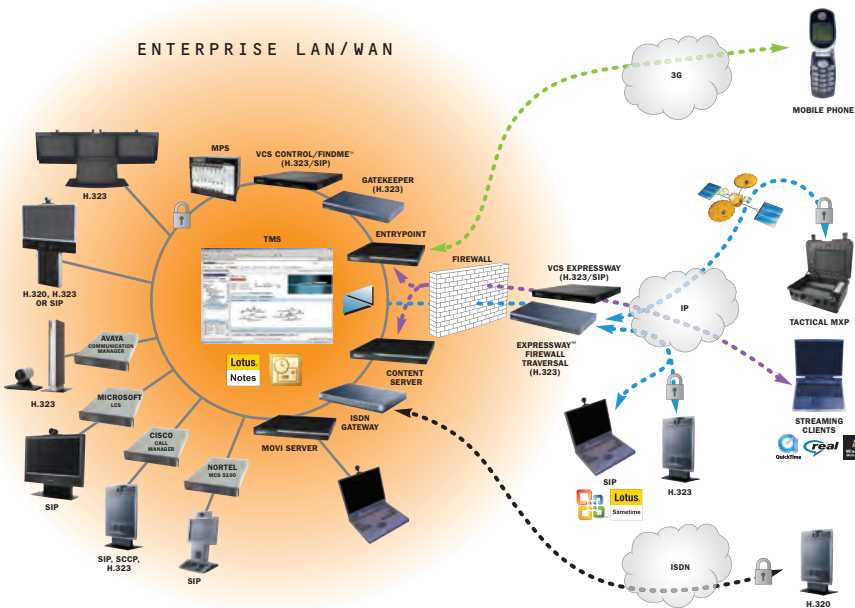 ENTERPRISE LAN/WAN
3G
MOBILE PHONE
MPS
VCS CONTROL/FINDME™
(H.323/SIP)
GATEKEEPER
(H.323)
H.323
ENTRYPOINT
TMS
FIREWALL
VCS EXPRESSWAY
(H.323/SIP)
IP
TACTICAL MXP
H.320, H.323
OR SIP
EXPRESSWAY™
FIREWALL
TRAVERSAL
(H.323)
AVAYA
COMMUNICATION
MANAGER
Lotus.
Notes
CONTENT
SERVER
H.323
MICROSOFT
LCS
ISDN
GATEWAY
STREAMING
CLIENTS
QuickTime
real
CISCO
CALL
MANAGER
MOVI SERVER
NORTEL
MCS 5100
SIP
SIP
H.323
Lotus.
Sametime
SIP, SCCP,
H.323
SIP
ISDN
H.320